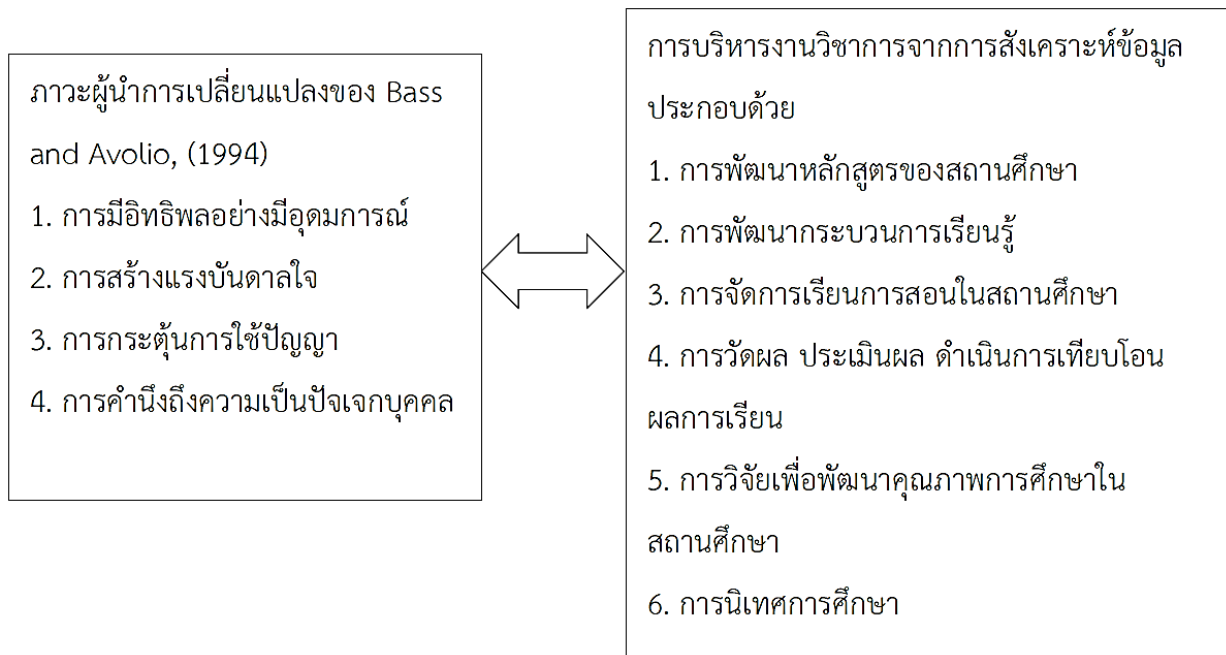 ภาวะผู้นำการเปลี่ยนแปลงของ Bass
and Avolio, (1994)
1. การมีอิทธิพลอย่างมีอุดมการณ์
2. การสร้างแรงบันดาลใจ
3. การกระตุ้นการใช้ปัญญา
4. การคำนึงถึงความเป็นปัจเจกบุคคล
การบริหารงานวิชาการจากการสังเคราะห์ข้อมูล
ประกอบด้วย
1. การพัฒนาหลักสูตรของสถานศึกษา
2. การพัฒนากระบวนการเรียนรู้
3. การจัดการเรียนการสอนในสถานศึกษา
4. การวัดผล ประเมินผล ดำเนินการเทียบโอน
ผลการเรียน
5. การวิจัยเพื่อพัฒนาคุณภาพการศึกษาใน
สถานศึกษา
6. การนิเทศการศึกษา